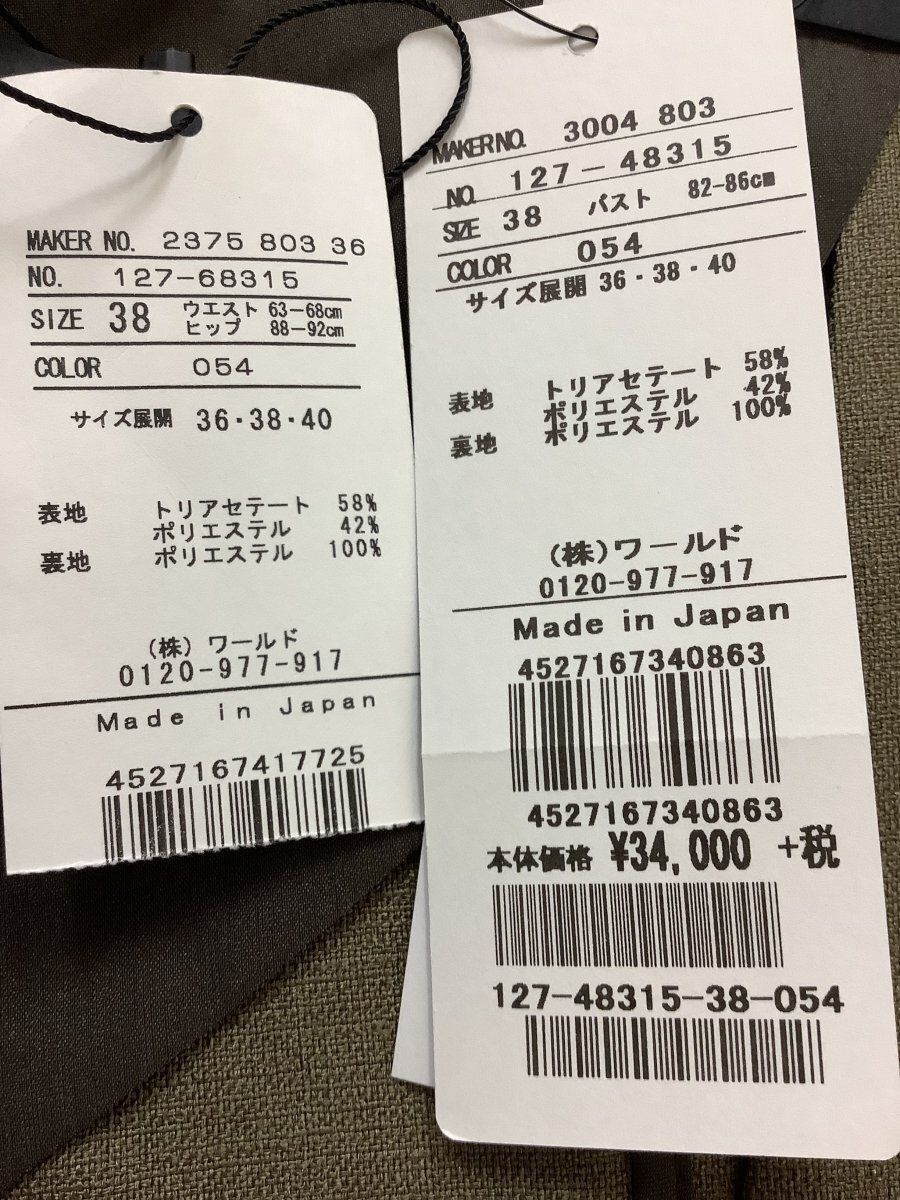 MAKER NO. 2375 803 36
NO. 127-68315
SIZE 38 ウエスト 63-68cm
ヒップ 88-92cm
COLOR 054
サイズ展開 36・38・40
表地 トリアセテート 58%
ポリエステル 42%
裏地 ポリエステル 100%
(株) ワールド
0120-977-917
Made in Japan
4527167417725
MAKER NO. 3004 803
NO. 127-48315
SIZE 38 バスト 82-86cm
COLOR 054
サイズ展開 36・38・40
表地 トリアセテート 58%
ポリエステル 42%
裏地 ポリエステル 100%
(株)ワールド
0120-977-917
Made in Japan
4527167340863
4527167340863
本体価格 ¥34,000 +税
127-48315-38-054